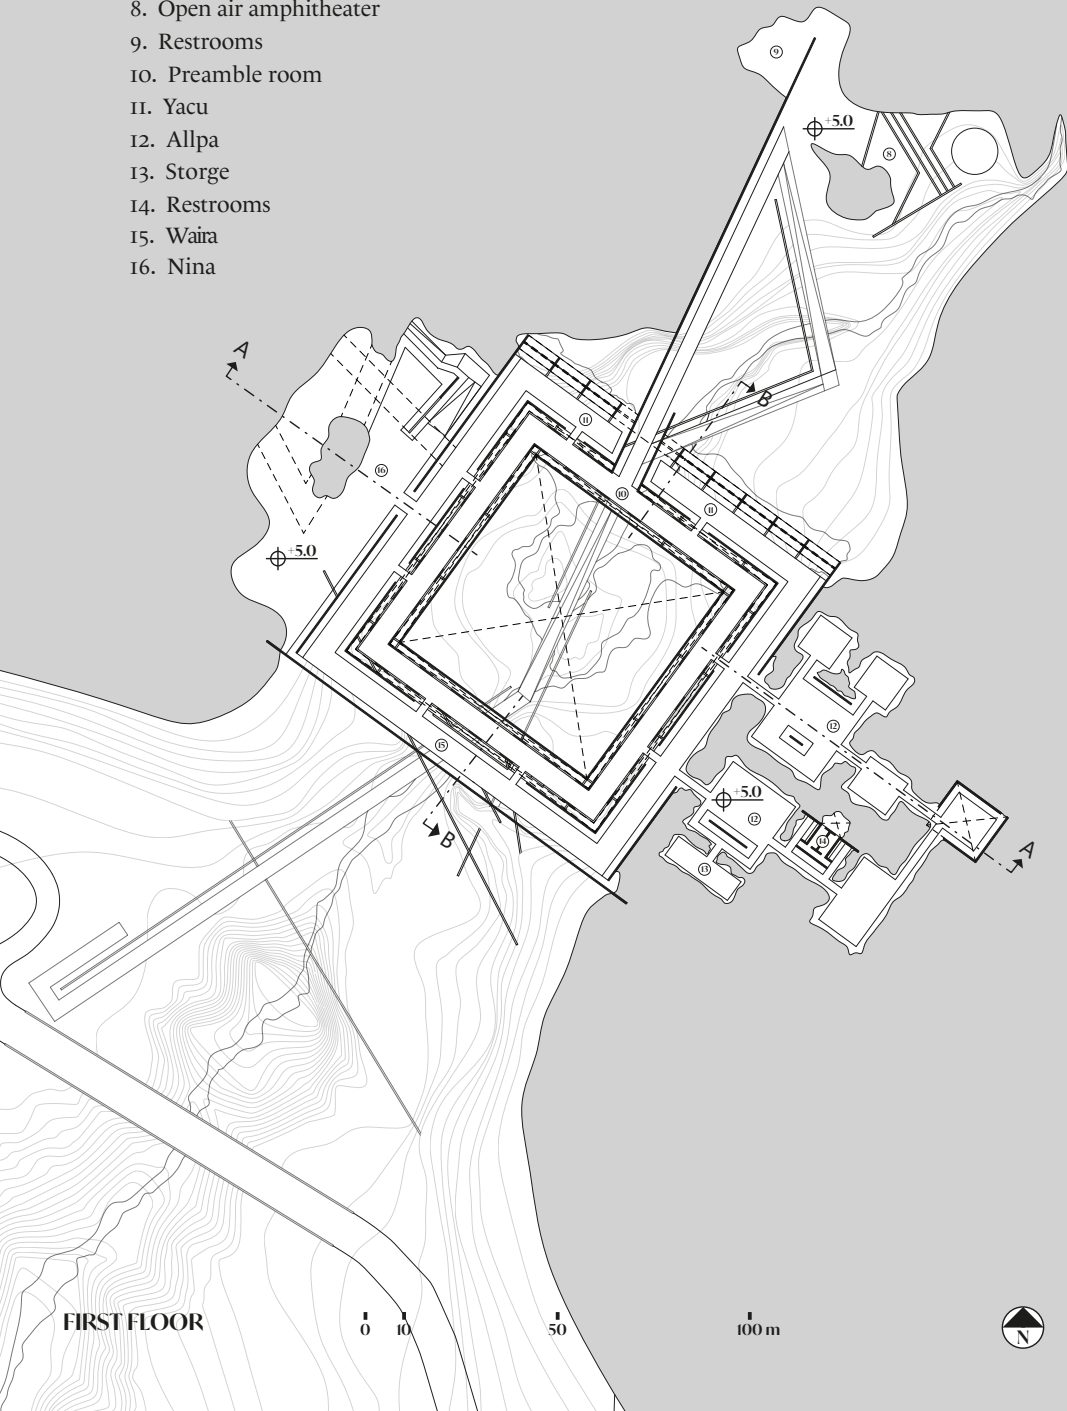 8. Open air amphitheater
9. Restrooms
10. Preamble room
11. Yacu
12. Allpa
13. Storge
14. Restrooms
15. Waira
16. Nina
9
+5.0
8
A
B
11
16
10
11
+5.0
15
12
B
+5.0
12
14
13
A
FIRST FLOOR
0 10 50 100 m
N